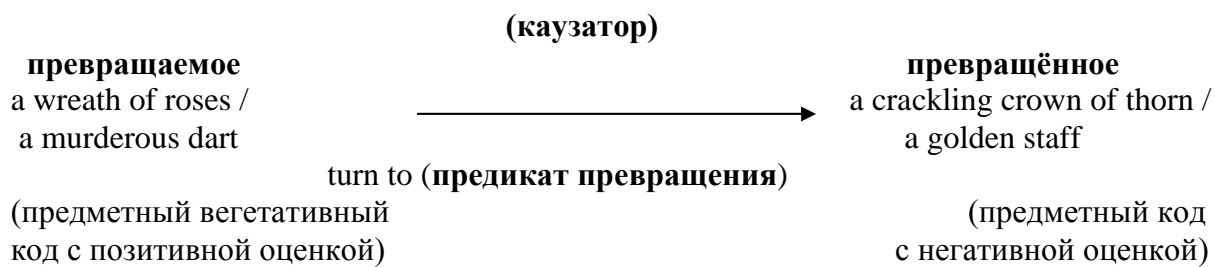 (каузатор)
превращаемое превращённое
a wreath of roses / a crackling crown of thorn /
a murderous dart a golden staff
turn to (предикат превращения)
(предметный вегетативный (предметный код
код с позитивной оценкой) с негативной оценкой)